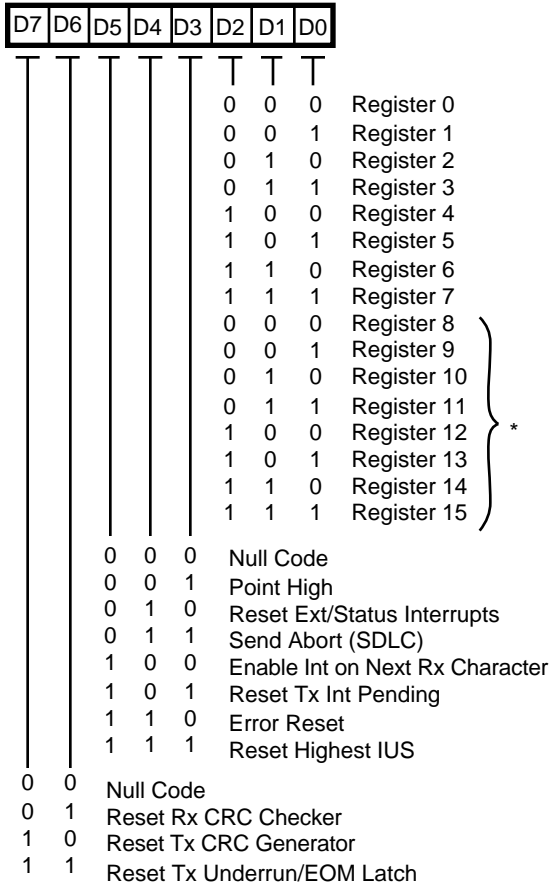 D7 D6 D5 D4 D3 D2 D1 D0
0 0 0 Register 0
0 0 1 Register 1
0 1 0 Register 2
0 1 1 Register 3
1 0 0 Register 4
1 0 1 Register 5
1 1 0 Register 6
1 1 1 Register 7
0 0 0 Register 8
0 0 1 Register 9
0 1 0 Register 10
0 1 1 Register 11
1 0 0 Register 12 *
1 0 1 Register 13
1 1 0 Register 14
1 1 1 Register 15
0 0 0 Null Code
0 0 1 Point High
0 1 0 Reset Ext/Status Interrupts
0 1 1 Send Abort (SDLC)
1 0 0 Enable Int on Next Rx Character
1 0 1 Reset Tx Int Pending
1 1 0 Error Reset
1 1 1 Reset Highest IUS
0 0 Null Code
0 1 Reset Rx CRC Checker
1 0 Reset Tx CRC Generator
1 1 Reset Tx Underrun/EOM Latch